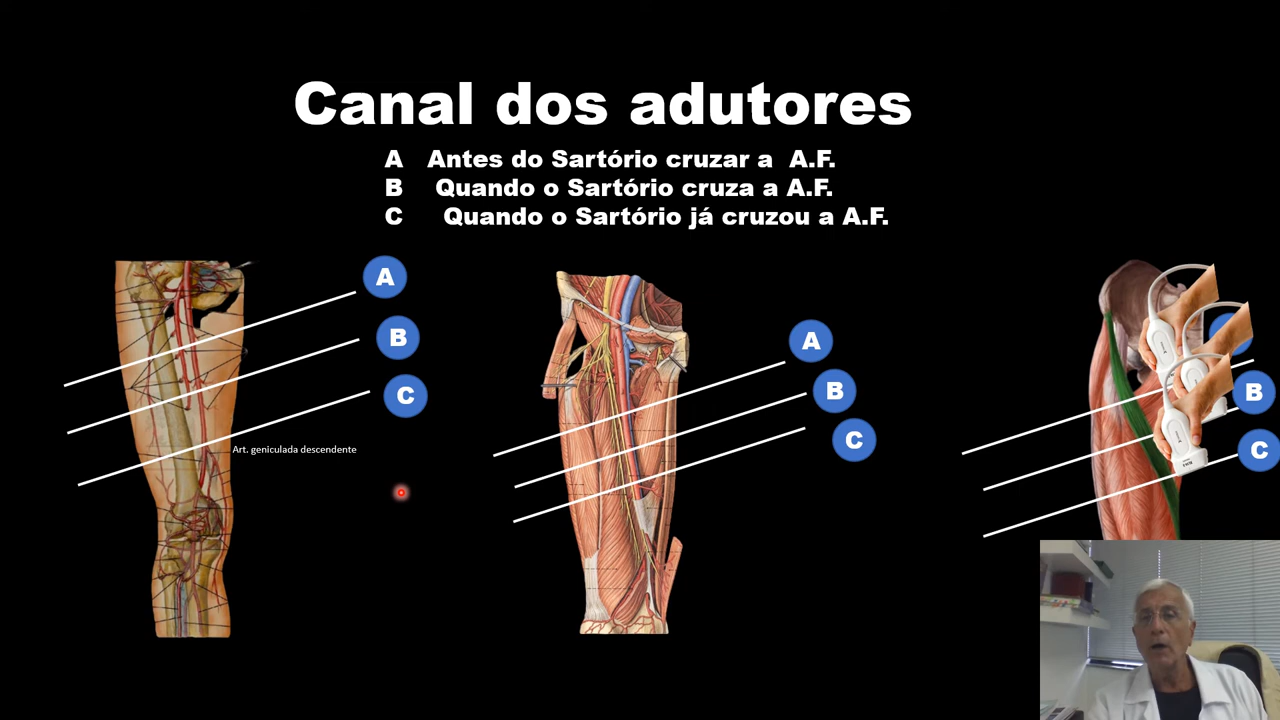 Canal dos adutores
A Antes do Sartório cruzar a A.F.
B Quando o Sartório cruza a A.F.
C Quando o Sartório já cruzou a A.F.
A
B
C
Art. geniculada descendente
A
B
C
B
C